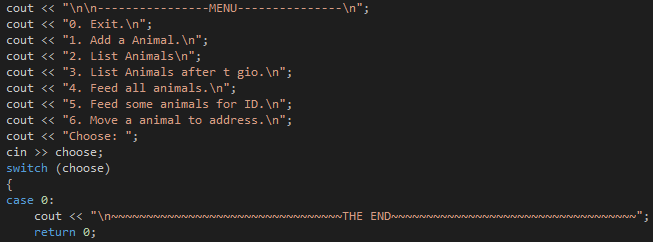 cout << "\n\n----------------MENU---------------\n";
cout << "0. Exit.\n";
cout << "1. Add a Animal.\n";
cout << "2. List Animals\n";
cout << "3. List Animals after t gio.\n";
cout << "4. Feed all animals.\n";
cout << "5. Feed some animals for ID.\n";
cout << "6. Move a animal to address.\n";
cout << "Choose: ";
cin >> choose;
switch (choose)
{
case 0:
cout << "\n~~~~~~~~~~~~~~~~~~~~~~~~~~~~~~~~~THE END~~~~~~~~~~~~~~~~~~~~~~~~~~~~~~~~~~~";
return 0;